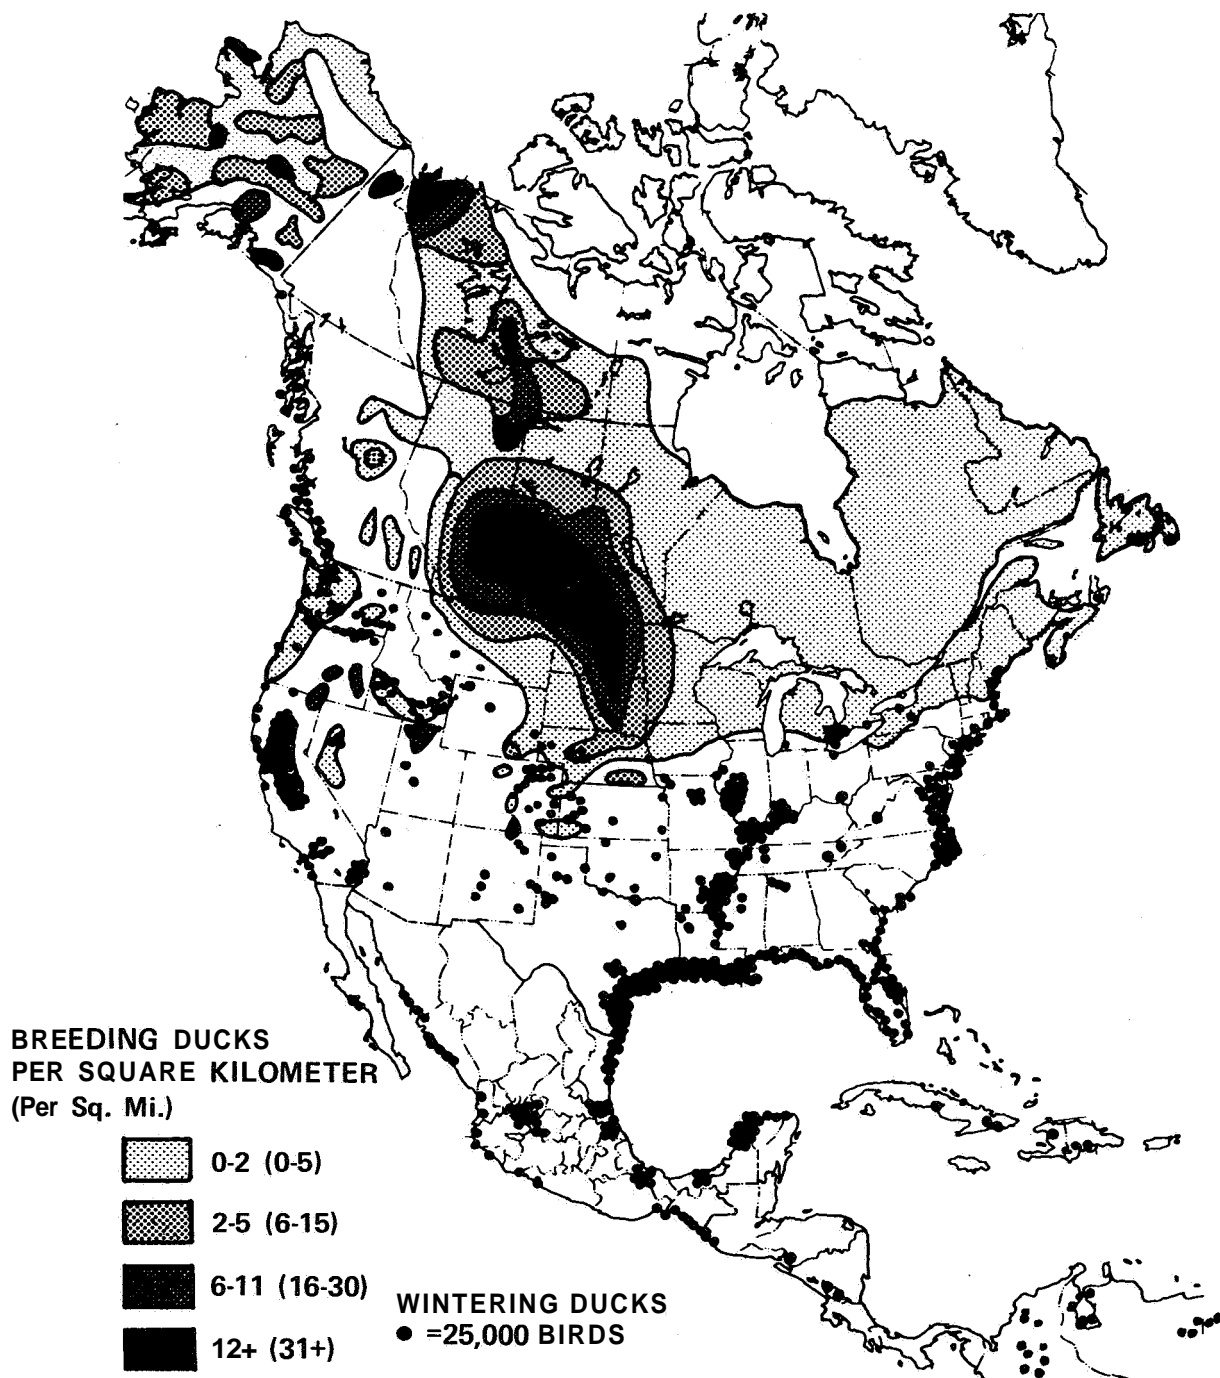 BREEDING DUCKS
PER SQUARE KILOMETER
(Per Sq. Mi.)
0-2 (0-5)
2-5 (6-15)
6-11 (16-30)
12+ (31+)
WINTERING DUCKS
=25,000 BIRDS